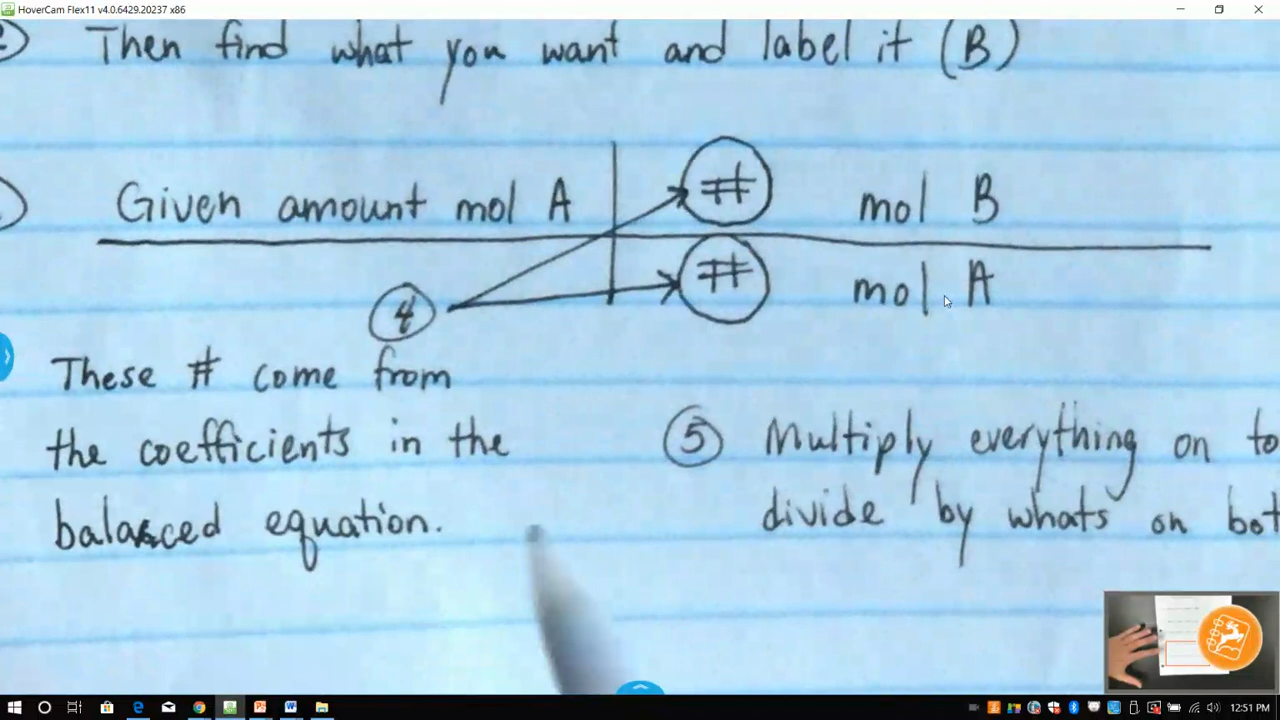 HoverCam Flex11 v4.0.6429.20237 x86
Then find what you want and label it (B)
Given amount mol A # mol B
# mol A
4
These # come from
the coefficients in the
balanced equation.
5 Multiply everything on to
divide by whats on bot
12:51 PM